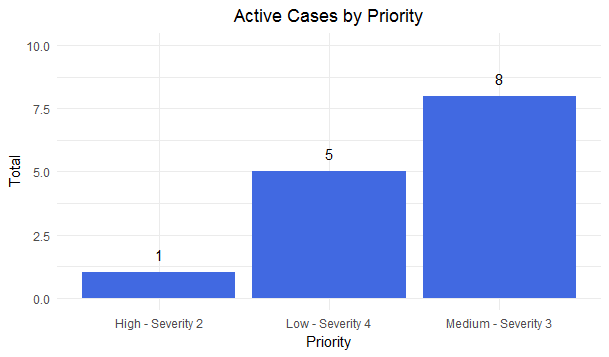 Active Cases by Priority
10.0
7.5
5.0
2.5
0.0
Total
1
5
8
High - Severity 2
Low - Severity 4
Medium - Severity 3
Priority